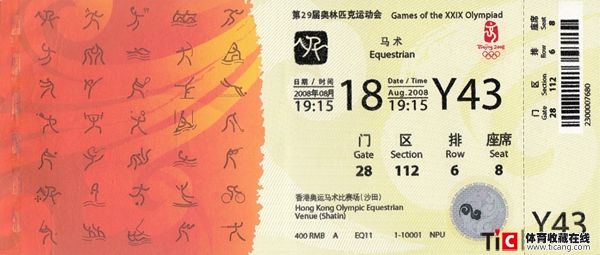 第29届奥林匹克运动会 Games of the XXIX Olympiad
马术
Equestrian
Beijing 2008
日期 / 时间
2008年08月
19:15
18
Date / Time
Aug.2008
19:15
Y43
门 区 排 座席
Gate Section Row Seat
28 112 6 8
香港奥运马术比赛场(沙田)
Hong Kong Olympic Equestrian
Venue (Shatin)
400 RMB A EQ11 1-10001 NPU
座席 Seat 8
排 Row 6
区 Section 112
门 Gate 28
2300007680
Y43
TIC 体育收藏在线
www.ticang.com